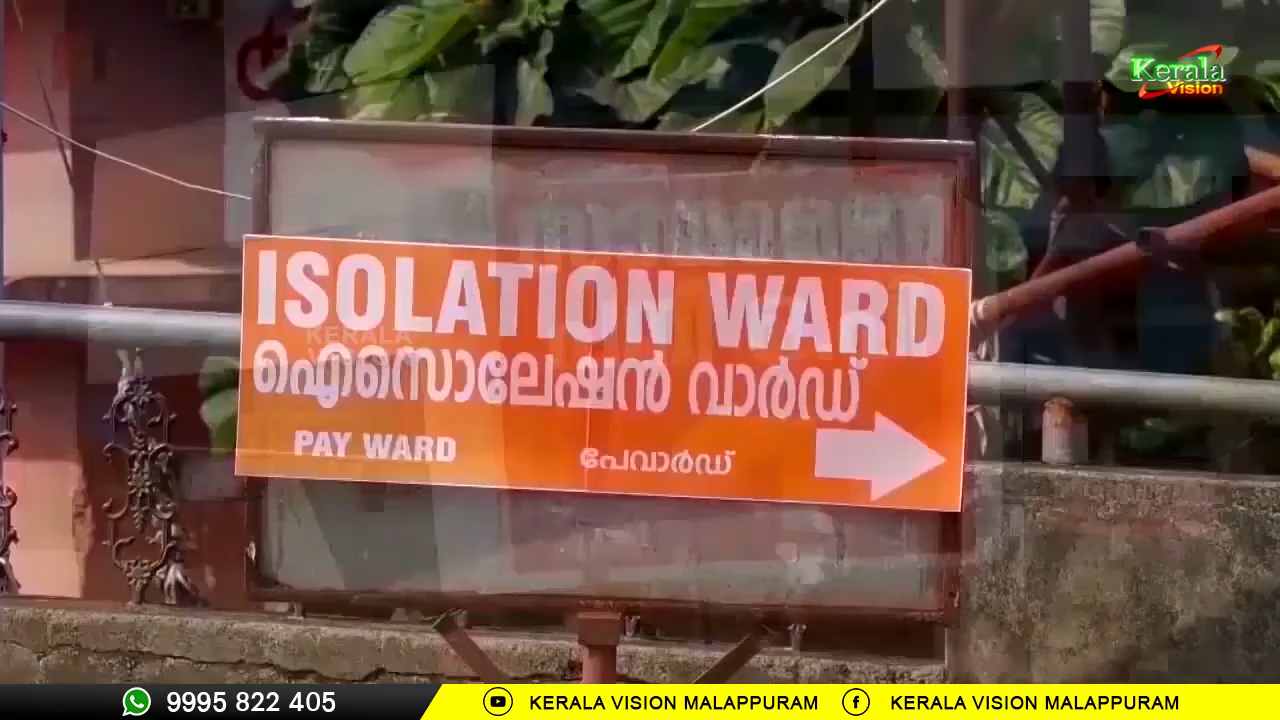 Kerala
Vision
ISOLATION WARD
KERALA
ഐസൊലേഷൻ വാർഡ്
PAY WARD പേവാർഡ്
9995 822 405 KERALA VISION MALAPPURAM KERALA VISION MALAPPURAM